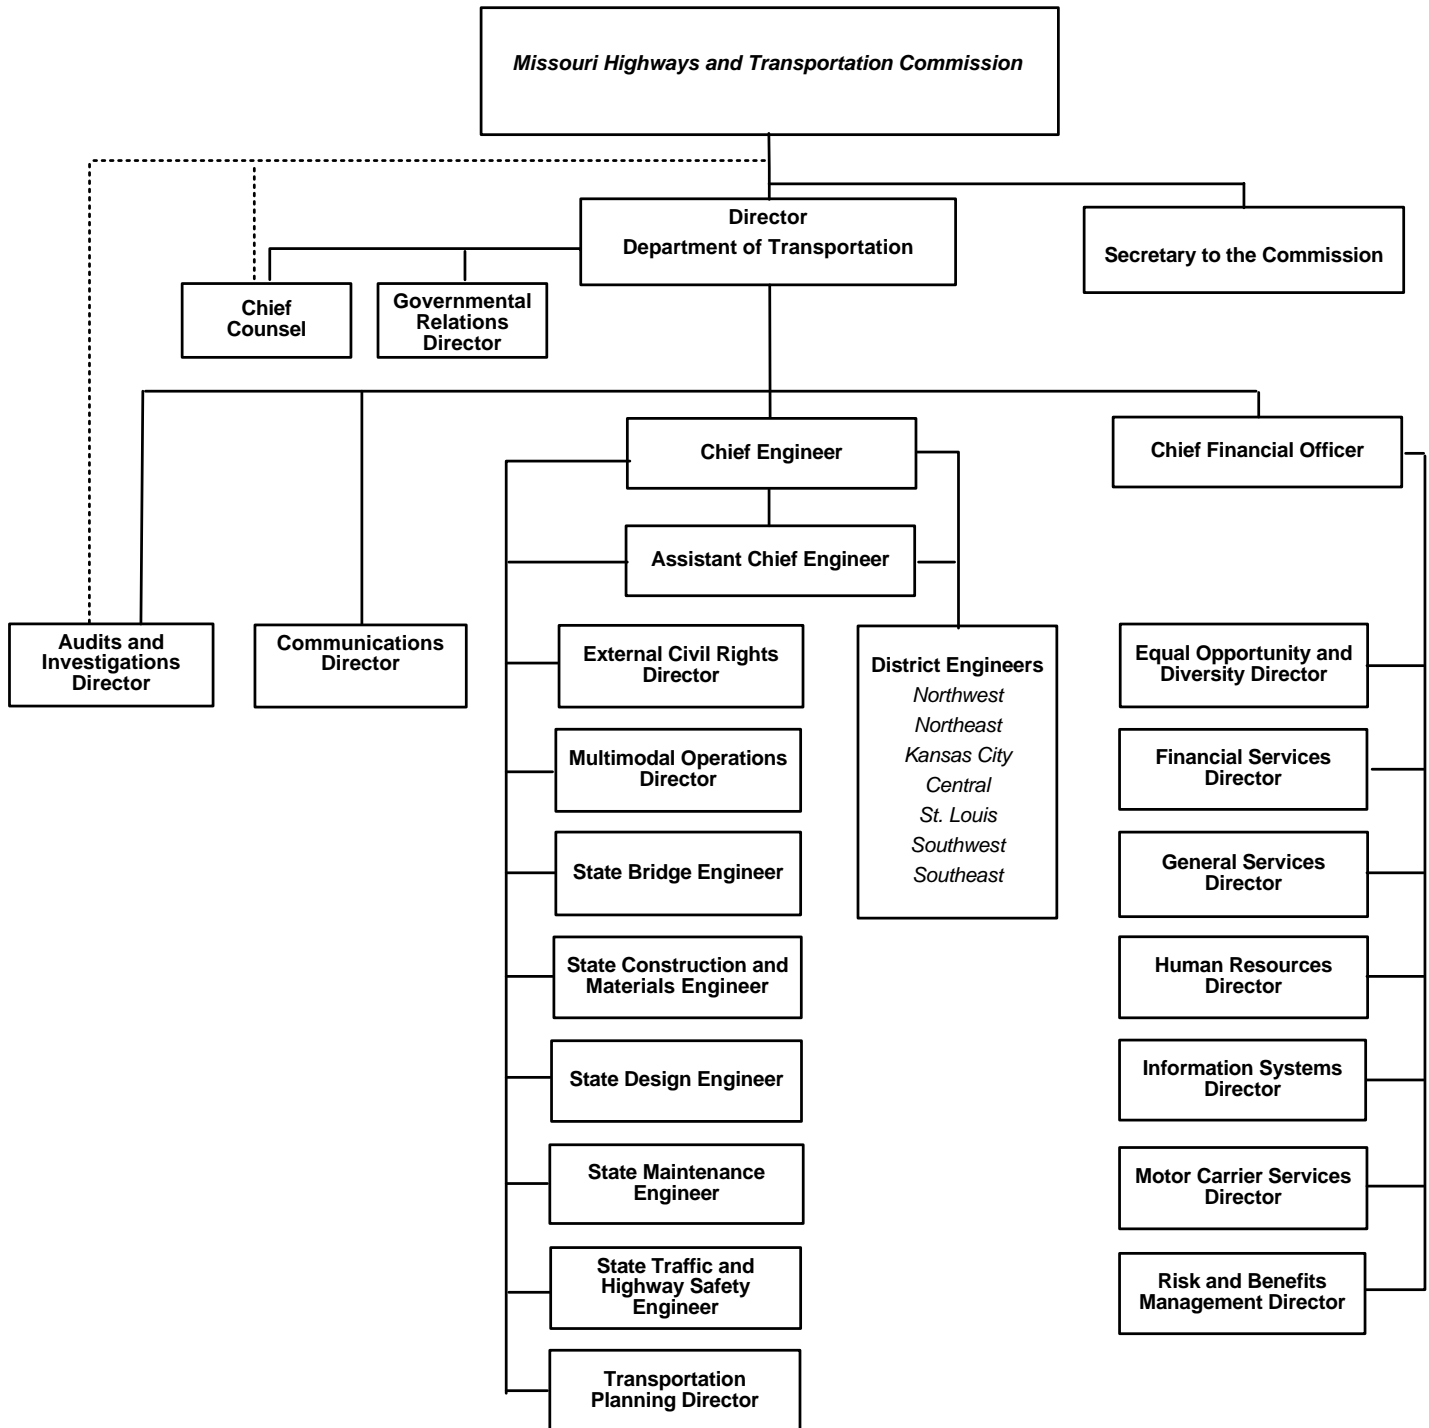 Missouri Highways and Transportation Commission
Director
Department of Transportation
Secretary to the Commission
Chief
Counsel
Governmental
Relations
Director
Chief Engineer
Chief Financial Officer
Assistant Chief Engineer
Audits and
Investigations
Director
Communications
Director
External Civil Rights
Director
Multimodal Operations
Director
State Bridge Engineer
State Construction and
Materials Engineer
State Design Engineer
State Maintenance
Engineer
State Traffic and
Highway Safety
Engineer
Transportation
Planning Director
District Engineers
Northwest
Northeast
Kansas City
Central
St. Louis
Southwest
Southeast
Equal Opportunity and
Diversity Director
Financial Services
Director
General Services
Director
Human Resources
Director
Information Systems
Director
Motor Carrier Services
Director
Risk and Benefits
Management Director